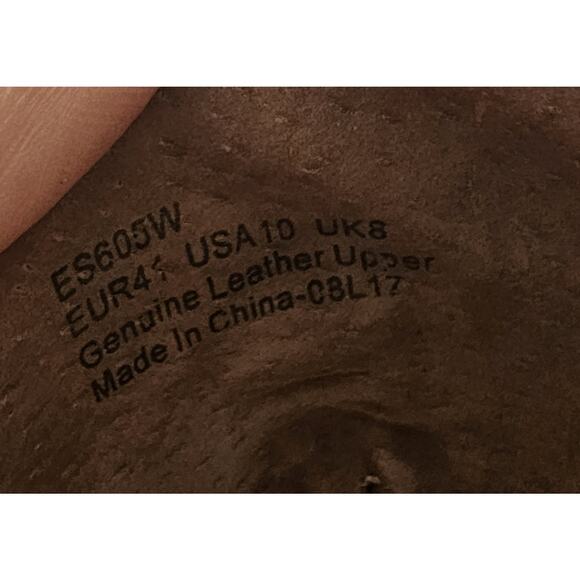 ES605W
EUR41 USA10 UK8
Genuine Leather Upper
Made In China-08L17